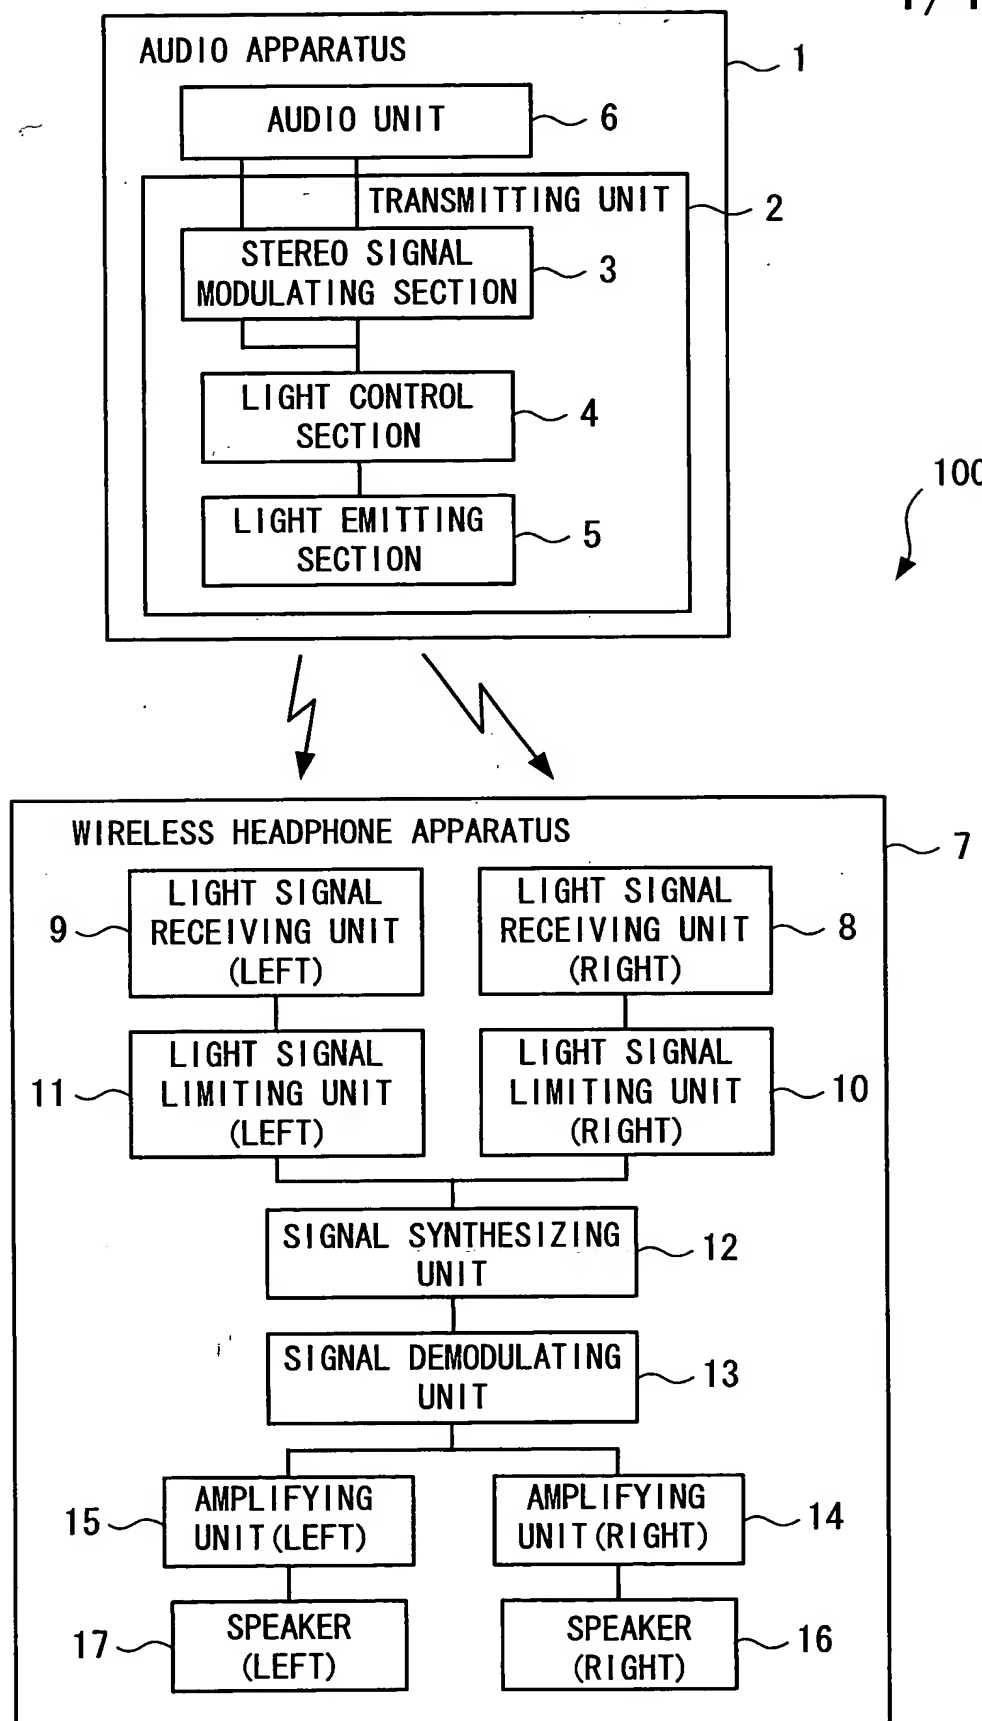 AUDIO APPARATUS
1
AUDIO UNIT
6
TRANSMITTING UNIT
2
STEREO SIGNAL
MODULATING SECTION
3
LIGHT CONTROL
SECTION
4
100
LIGHT EMITTING
SECTION
5
WIRELESS HEADPHONE APPARATUS
7
LIGHT SIGNAL
RECEIVING UNIT
(LEFT)
9
LIGHT SIGNAL
RECEIVING UNIT
(RIGHT)
8
LIGHT SIGNAL
LIMITING UNIT
(LEFT)
11
LIGHT SIGNAL
LIMITING UNIT
(RIGHT)
10
SIGNAL SYNTHESIZING
UNIT
12
SIGNAL DEMODULATING
UNIT
13
AMPLIFYING
UNIT(LEFT)
15
AMPLIFYING
UNIT(RIGHT)
14
SPEAKER
(LEFT)
17
SPEAKER
(RIGHT)
16